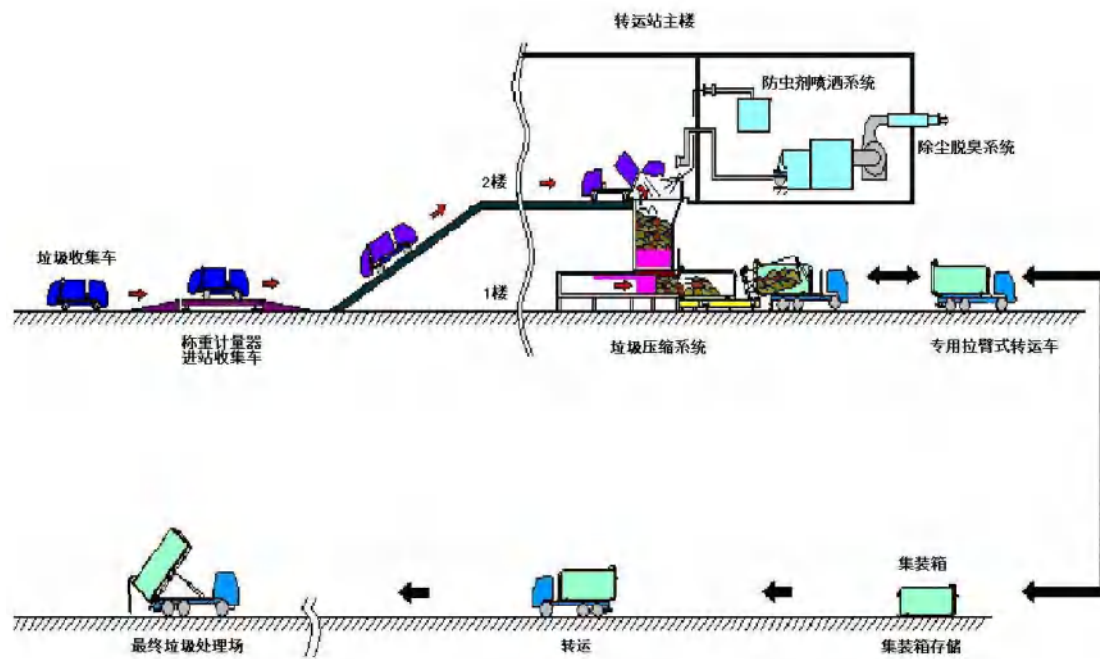 转运站主楼
防虫剂喷洒系统
除尘脱臭系统
2楼
垃圾收集车
1楼
称重计量器
进站收集车
垃圾压缩系统
专用拉臂式转运车
集装箱
最终垃圾处理场
转运
集装箱存储